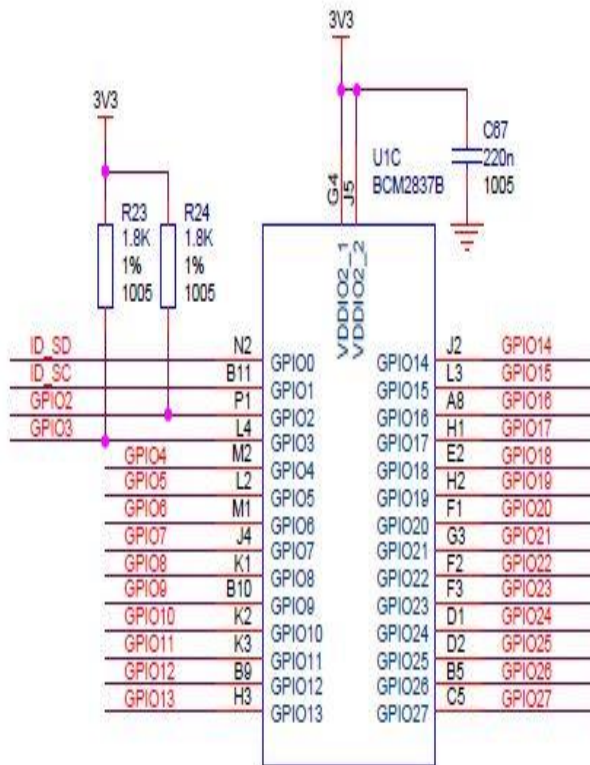 3V3
3V3
C67
220n
1005
U1C
BCM2837B
G4
J5
R23
1.8K
1%
1005
R24
1.8K
1%
1005
VDDIO2_1
VDDIO2_2
ID_SD N2 GPIO0
ID_SC B11 GPIO1
GPIO2 P1 GPIO2
GPIO3 L4 GPIO3
GPIO4 M2 GPIO4
GPIO5 L2 GPIO5
GPIO6 M1 GPIO6
GPIO7 J4 GPIO7
GPIO8 K1 GPIO8
GPIO9 B10 GPIO9
GPIO10 K2 GPIO10
GPIO11 K3 GPIO11
GPIO12 B9 GPIO12
GPIO13 H3 GPIO13
GPIO14 J2 GPIO14
GPIO15 L3 GPIO15
GPIO16 A8 GPIO16
GPIO17 H1 GPIO17
GPIO18 E2 GPIO18
GPIO19 H2 GPIO19
GPIO20 F1 GPIO20
GPIO21 G3 GPIO21
GPIO22 F2 GPIO22
GPIO23 F3 GPIO23
GPIO24 D1 GPIO24
GPIO25 D2 GPIO25
GPIO26 B5 GPIO26
GPIO27 C5 GPIO27